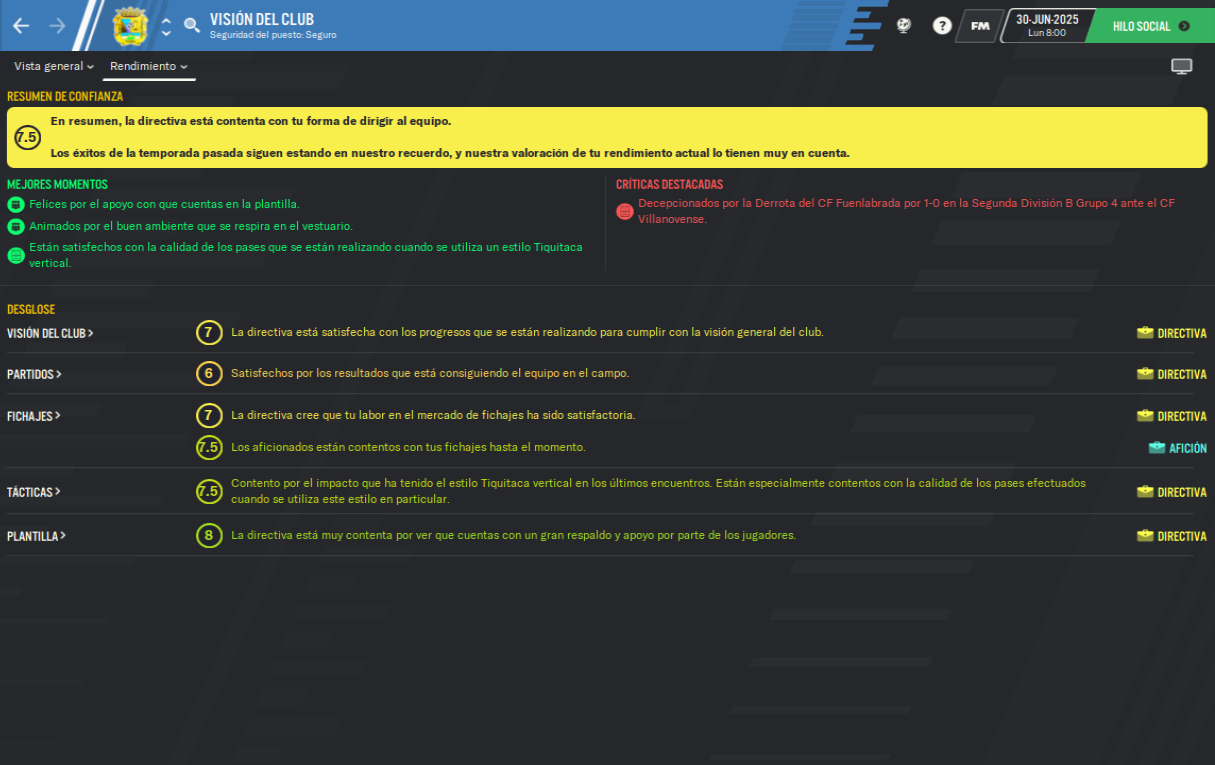 VISIÓN DEL CLUB
Seguridad del puesto: Seguro
?
FM
30-JUN-2025
Lun 8:00
HILO SOCIAL
Vista general
Rendimiento
RESUMEN DE CONFIANZA
7.5
En resumen, la directiva está contenta con tu forma de dirigir al equipo.
Los éxitos de la temporada pasada siguen estando en nuestro recuerdo, y nuestra valoración de tu rendimiento actual lo tienen muy en cuenta.
MEJORES MOMENTOS
Felices por el apoyo con que cuentas en la plantilla.
Animados por el buen ambiente que se respira en el vestuario.
Están satisfechos con la calidad de los pases que se están realizando cuando se utiliza un estilo Tiquitaca
vertical.
CRÍTICAS DESTACADAS
Decepcionados por la Derrota del CF Fuenlabrada por 1-0 en la Segunda División B Grupo 4 ante el CF
Villanovense.
DESGLOSE
VISIÓN DEL CLUB
7
La directiva está satisfecha con los progresos que se están realizando para cumplir con la visión general del club.
DIRECTIVA
PARTIDOS
6
Satisfechos por los resultados que está consiguiendo el equipo en el campo.
DIRECTIVA
FICHAJES
7
La directiva cree que tu labor en el mercado de fichajes ha sido satisfactoria.
DIRECTIVA
7.5
Los aficionados están contentos con tus fichajes hasta el momento.
AFICIÓN
TÁCTICAS
7.5
Contento por el impacto que ha tenido el estilo Tiquitaca vertical en los últimos encuentros. Están especialmente contentos con la calidad de los pases efectuados
cuando se utiliza este estilo en particular.
DIRECTIVA
PLANTILLA
8
La directiva está muy contenta por ver que cuentas con un gran respaldo y apoyo por parte de los jugadores.
DIRECTIVA